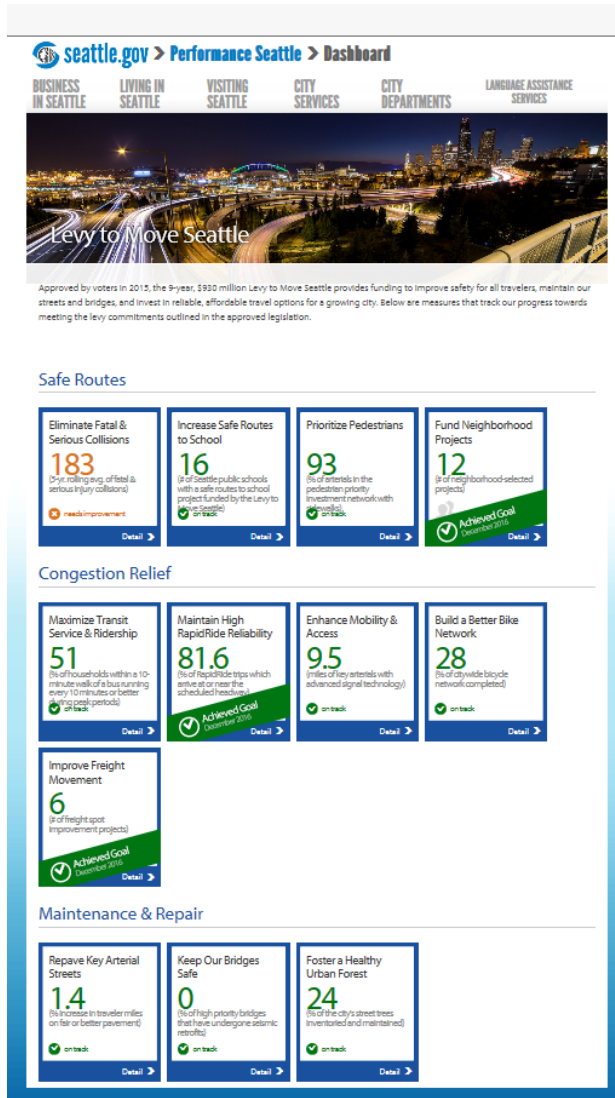 seattle.gov > Performance Seattle > Dashboard
BUSINESS IN SEATTLE
LIVING IN SEATTLE
VISITING SEATTLE
CITY SERVICES
CITY DEPARTMENTS
LANGUAGE ASSISTANCE SERVICES
Levy to Move Seattle
Approved by voters in 2015, the 9-year, $930 million Levy to Move Seattle provides funding to improve safety for all travelers, maintain our
streets and bridges, and invest in reliable, affordable travel options for a growing city. Below are measures that track our progress towards
meeting the levy commitments outlined in the approved legislation.
Safe Routes
Eliminate Fatal &
Serious Collisions
183
(3-yr. rolling avg. of fatal &
serious injury collisions)
needs improvement
Detail
Increase Safe Routes
to School
16
(# of Seattle public schools
with a safe routes to school
project funded by the Levy to
Move Seattle)
on track
Detail
Prioritize Pedestrians
93
(% of arterials in the
pedestrian priority
investment network with
sidewalks)
on track
Detail
Fund Neighborhood
Projects
12
(# of neighborhood-selected
projects)
Achieved Goal
December 2016
Detail
Congestion Relief
Maximize Transit
Service & Ridership
51
(% of households within a 10-
minute walk of a bus running
every 10 minutes or better
during peak periods)
on track
Detail
Maintain High
RapidRide Reliability
81.6
(% of RapidRide trips which
arrive at or near the
scheduled headway)
Achieved Goal
December 2016
Detail
Enhance Mobility &
Access
9.5
(miles of key arterials with
advanced signal technology)
on track
Detail
Build a Better Bike
Network
28
(% of citywide bicycle
network completed)
on track
Detail
Improve Freight
Movement
6
(# of freight spot
improvement projects)
Achieved Goal
December 2016
Detail
Maintenance & Repair
Repave Key Arterial
Streets
1.4
(% increase in traveler miles
on fair or better pavement)
on track
Detail
Keep Our Bridges
Safe
0
(% of high priority bridges
that have undergone seismic
retrofits)
on track
Detail
Foster a Healthy
Urban Forest
24
(% of the city's street trees
inventoried and maintained)
on track
Detail